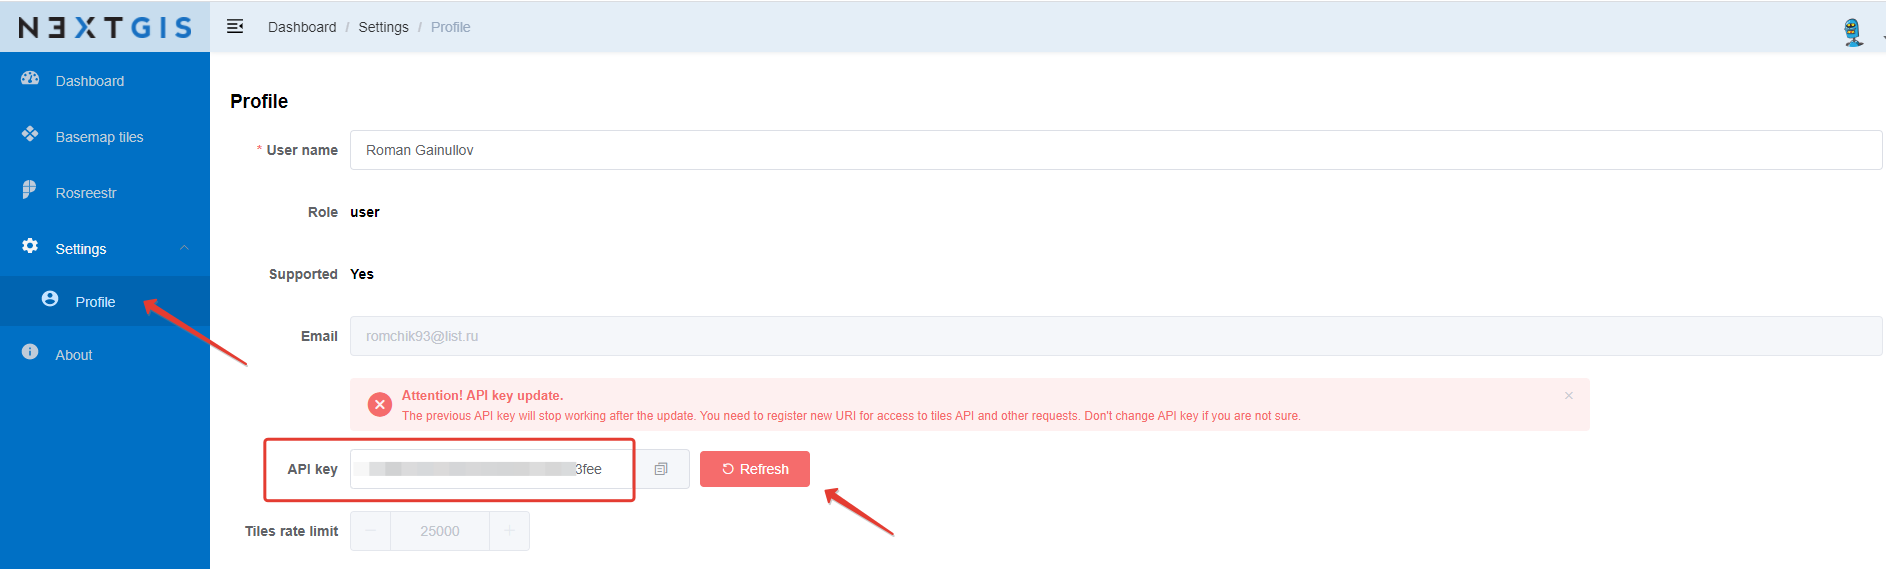 NEXTGIS
Dashboard / Settings / Profile
Dashboard
Basemap tiles
Rosreestr
Settings
Profile
About
Profile
* User name Roman Gainullov
Role user
Supported Yes
Email romchik93@list.ru
Attention! API key update.
The previous API key will stop working after the update. You need to register new URI for access to tiles API and other requests. Don't change API key if you are not sure.
API key 3fee Refresh
Tiles rate limit 25000